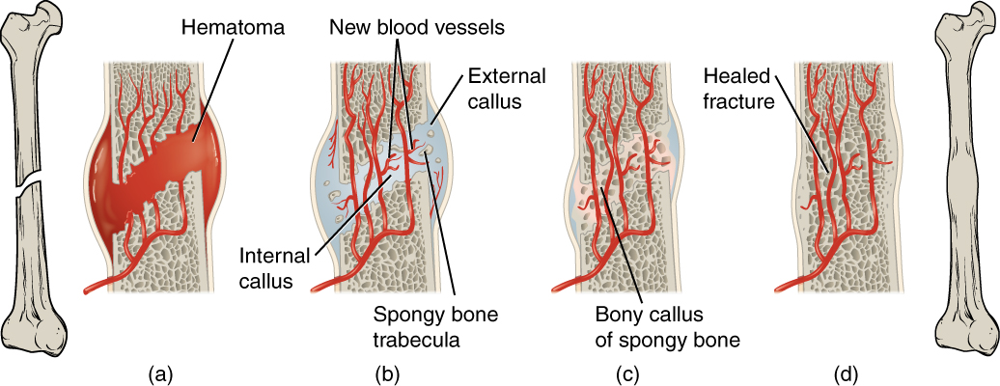 Hematoma
New blood vessels
External
callus
Healed
fracture
Internal
callus
Spongy bone
trabecula
Bony callus
of spongy bone
(a)
(b)
(c)
(d)